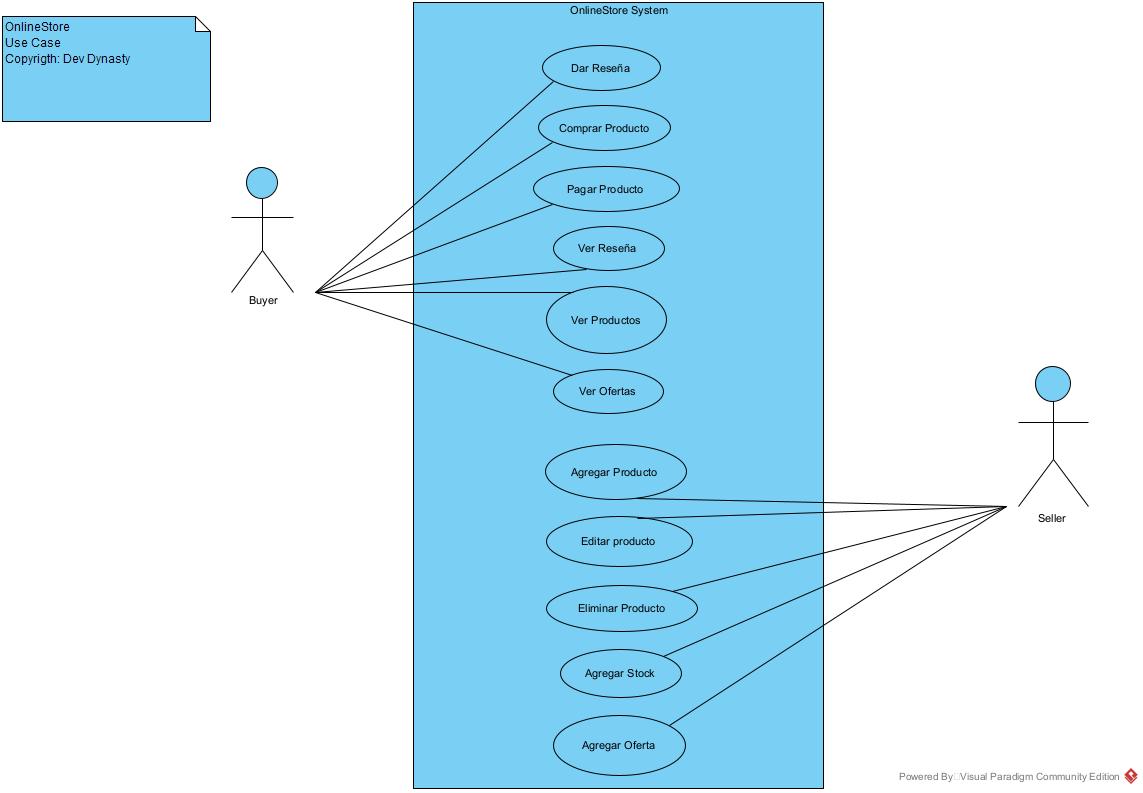 OnlineStore
Use Case
Copyrigth: Dev Dynasty
OnlineStore System
Dar Reseña
Comprar Producto
Pagar Producto
Ver Reseña
Ver Productos
Ver Ofertas
Buyer
Agregar Producto
Editar producto
Eliminar Producto
Agregar Stock
Agregar Oferta
Seller
Powered By Visual Paradigm Community Edition